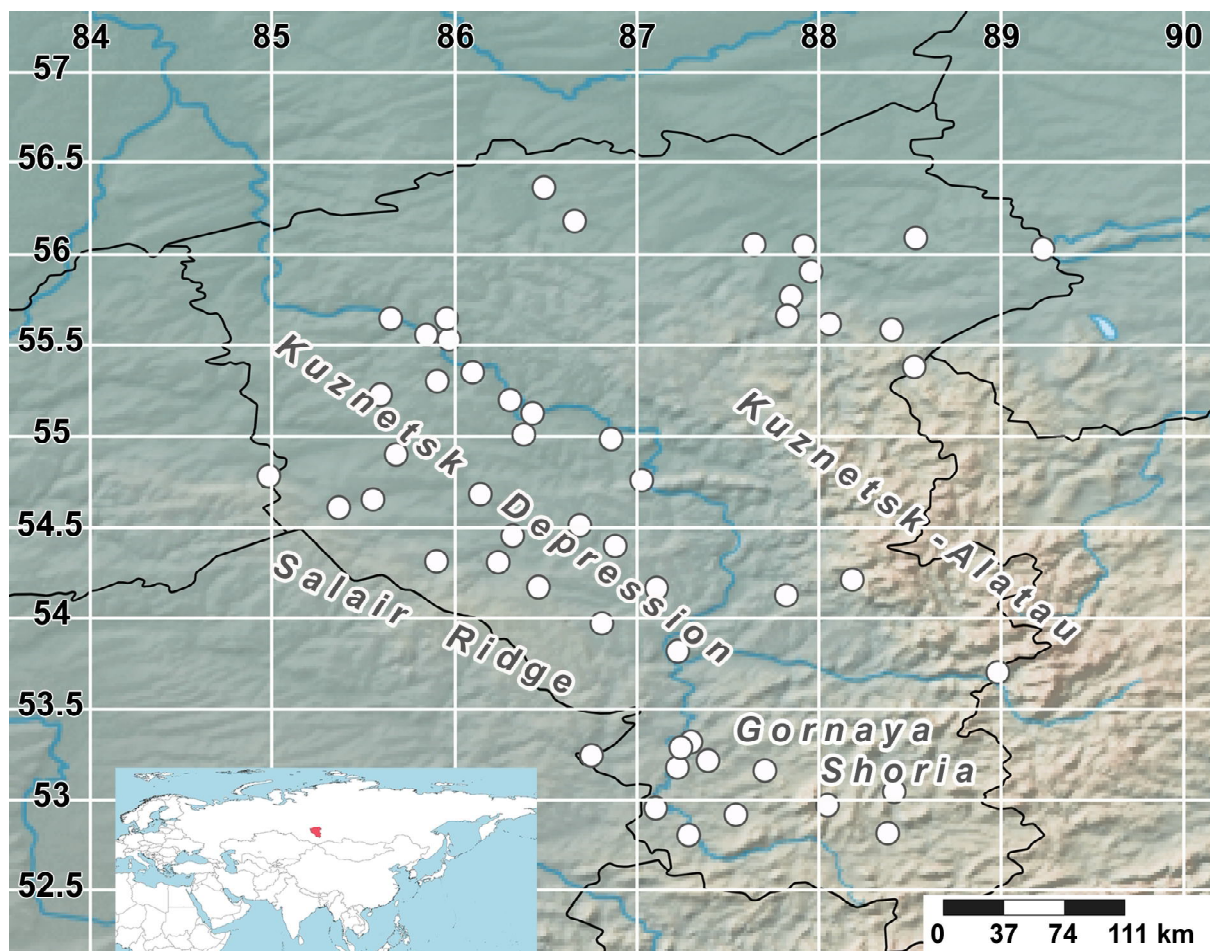 84 85 86 87 88 89 90
57
56.5
56
55.5
55
54.5
54
53.5
53
52.5
Kuznetsk Depression
Kuznetsk-Alatau
Salair Ridge
Gornaya
Shoria
0 37 74 111 km